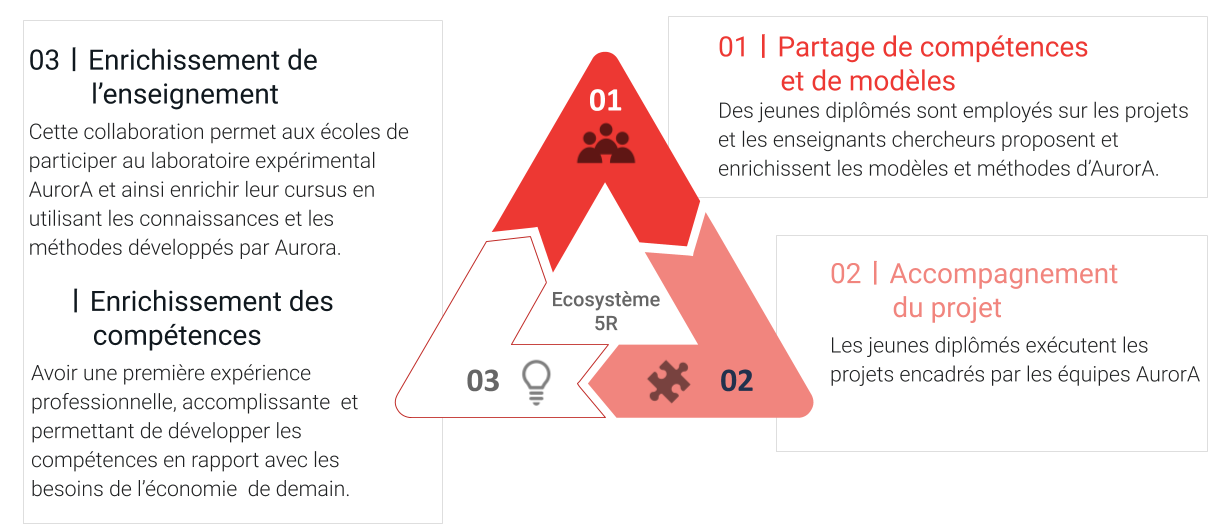 03 | Enrichissement de
l’enseignement
Cette collaboration permet aux écoles de
participer au laboratoire expérimental
AurorA et ainsi enrichir leur cursus en
utilisant les connaissances et les
méthodes développés par Aurora.
| Enrichissement des
compétences
Avoir une première expérience
professionnelle, accomplissante et
permettant de développer les
compétences en rapport avec les
besoins de l’économie de demain.
01
Ecosystème
5R
03
02
01 | Partage de compétences
et de modèles
Des jeunes diplômés sont employés sur les projets
et les enseignants chercheurs proposent et
enrichissent les modèles et méthodes d’AurorA.
02 | Accompagnement
du projet
Les jeunes diplômés exécutent les
projets encadrés par les équipes AurorA